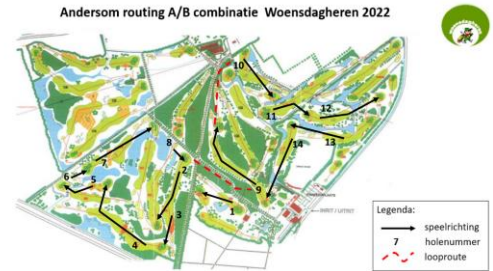 Andersom routing A/B combinatie Woensdagheren 2022
10
11
12
13
14
8
7
6
5
2
9
1
3
4
Legenda:
speelrichting
7 holenummer
looproute